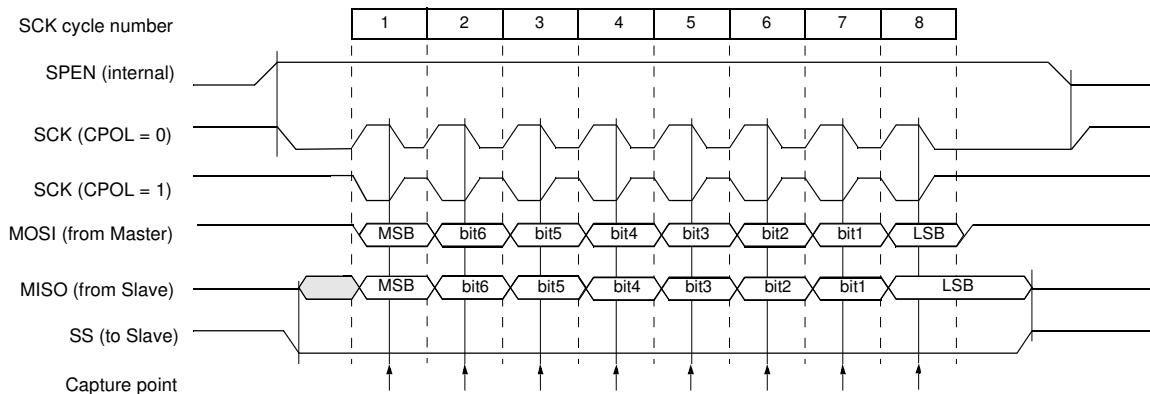 SCK cycle number 1 2 3 4 5 6 7 8
SPEN (internal)
SCK (CPOL = 0)
SCK (CPOL = 1)
MOSI (from Master) MSB bit6 bit5 bit4 bit3 bit2 bit1 LSB
MISO (from Slave) MSB bit6 bit5 bit4 bit3 bit2 bit1 LSB
SS (to Slave)
Capture point